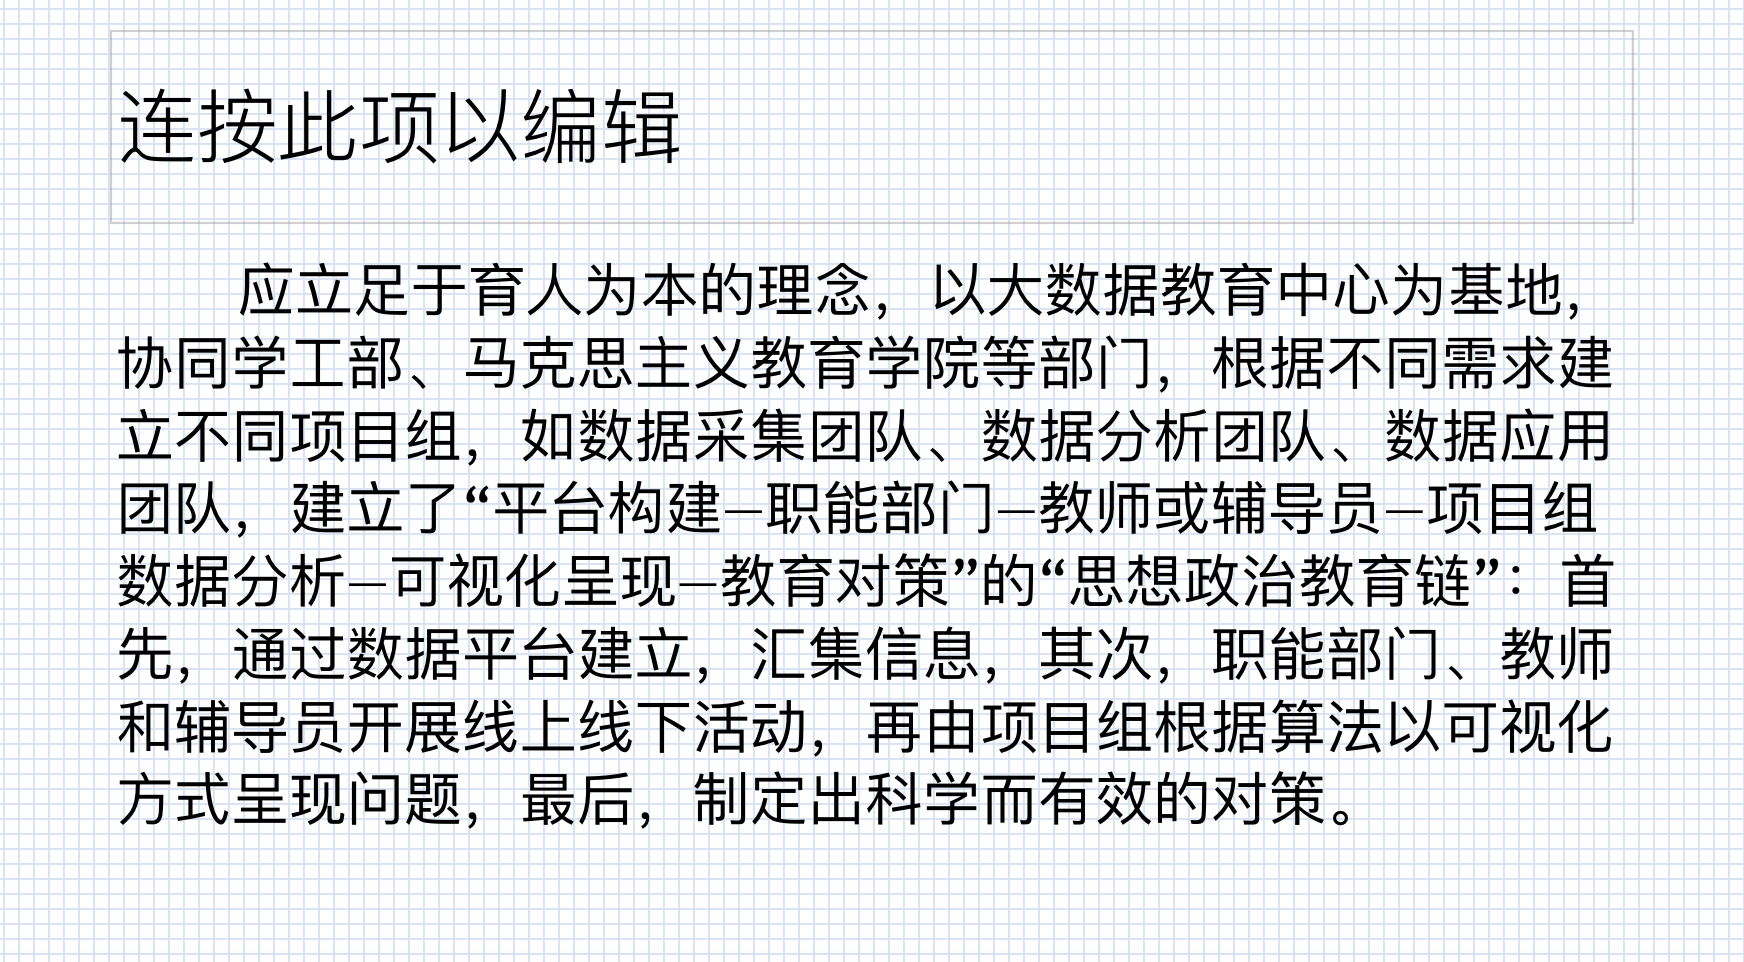 连按此项以编辑
应立足于育人为本的理念，以大数据教育中心为基地，
协同学工部、马克思主义教育学院等部门，根据不同需求建
立不同项目组，如数据采集团队、数据分析团队、数据应用
团队，建立了“平台构建—职能部门—教师或辅导员—项目组
数据分析—可视化呈现—教育对策”的“思想政治教育链”：首
先，通过数据平台建立，汇集信息，其次，职能部门、教师
和辅导员开展线上线下活动，再由项目组根据算法以可视化
方式呈现问题，最后，制定出科学而有效的对策。